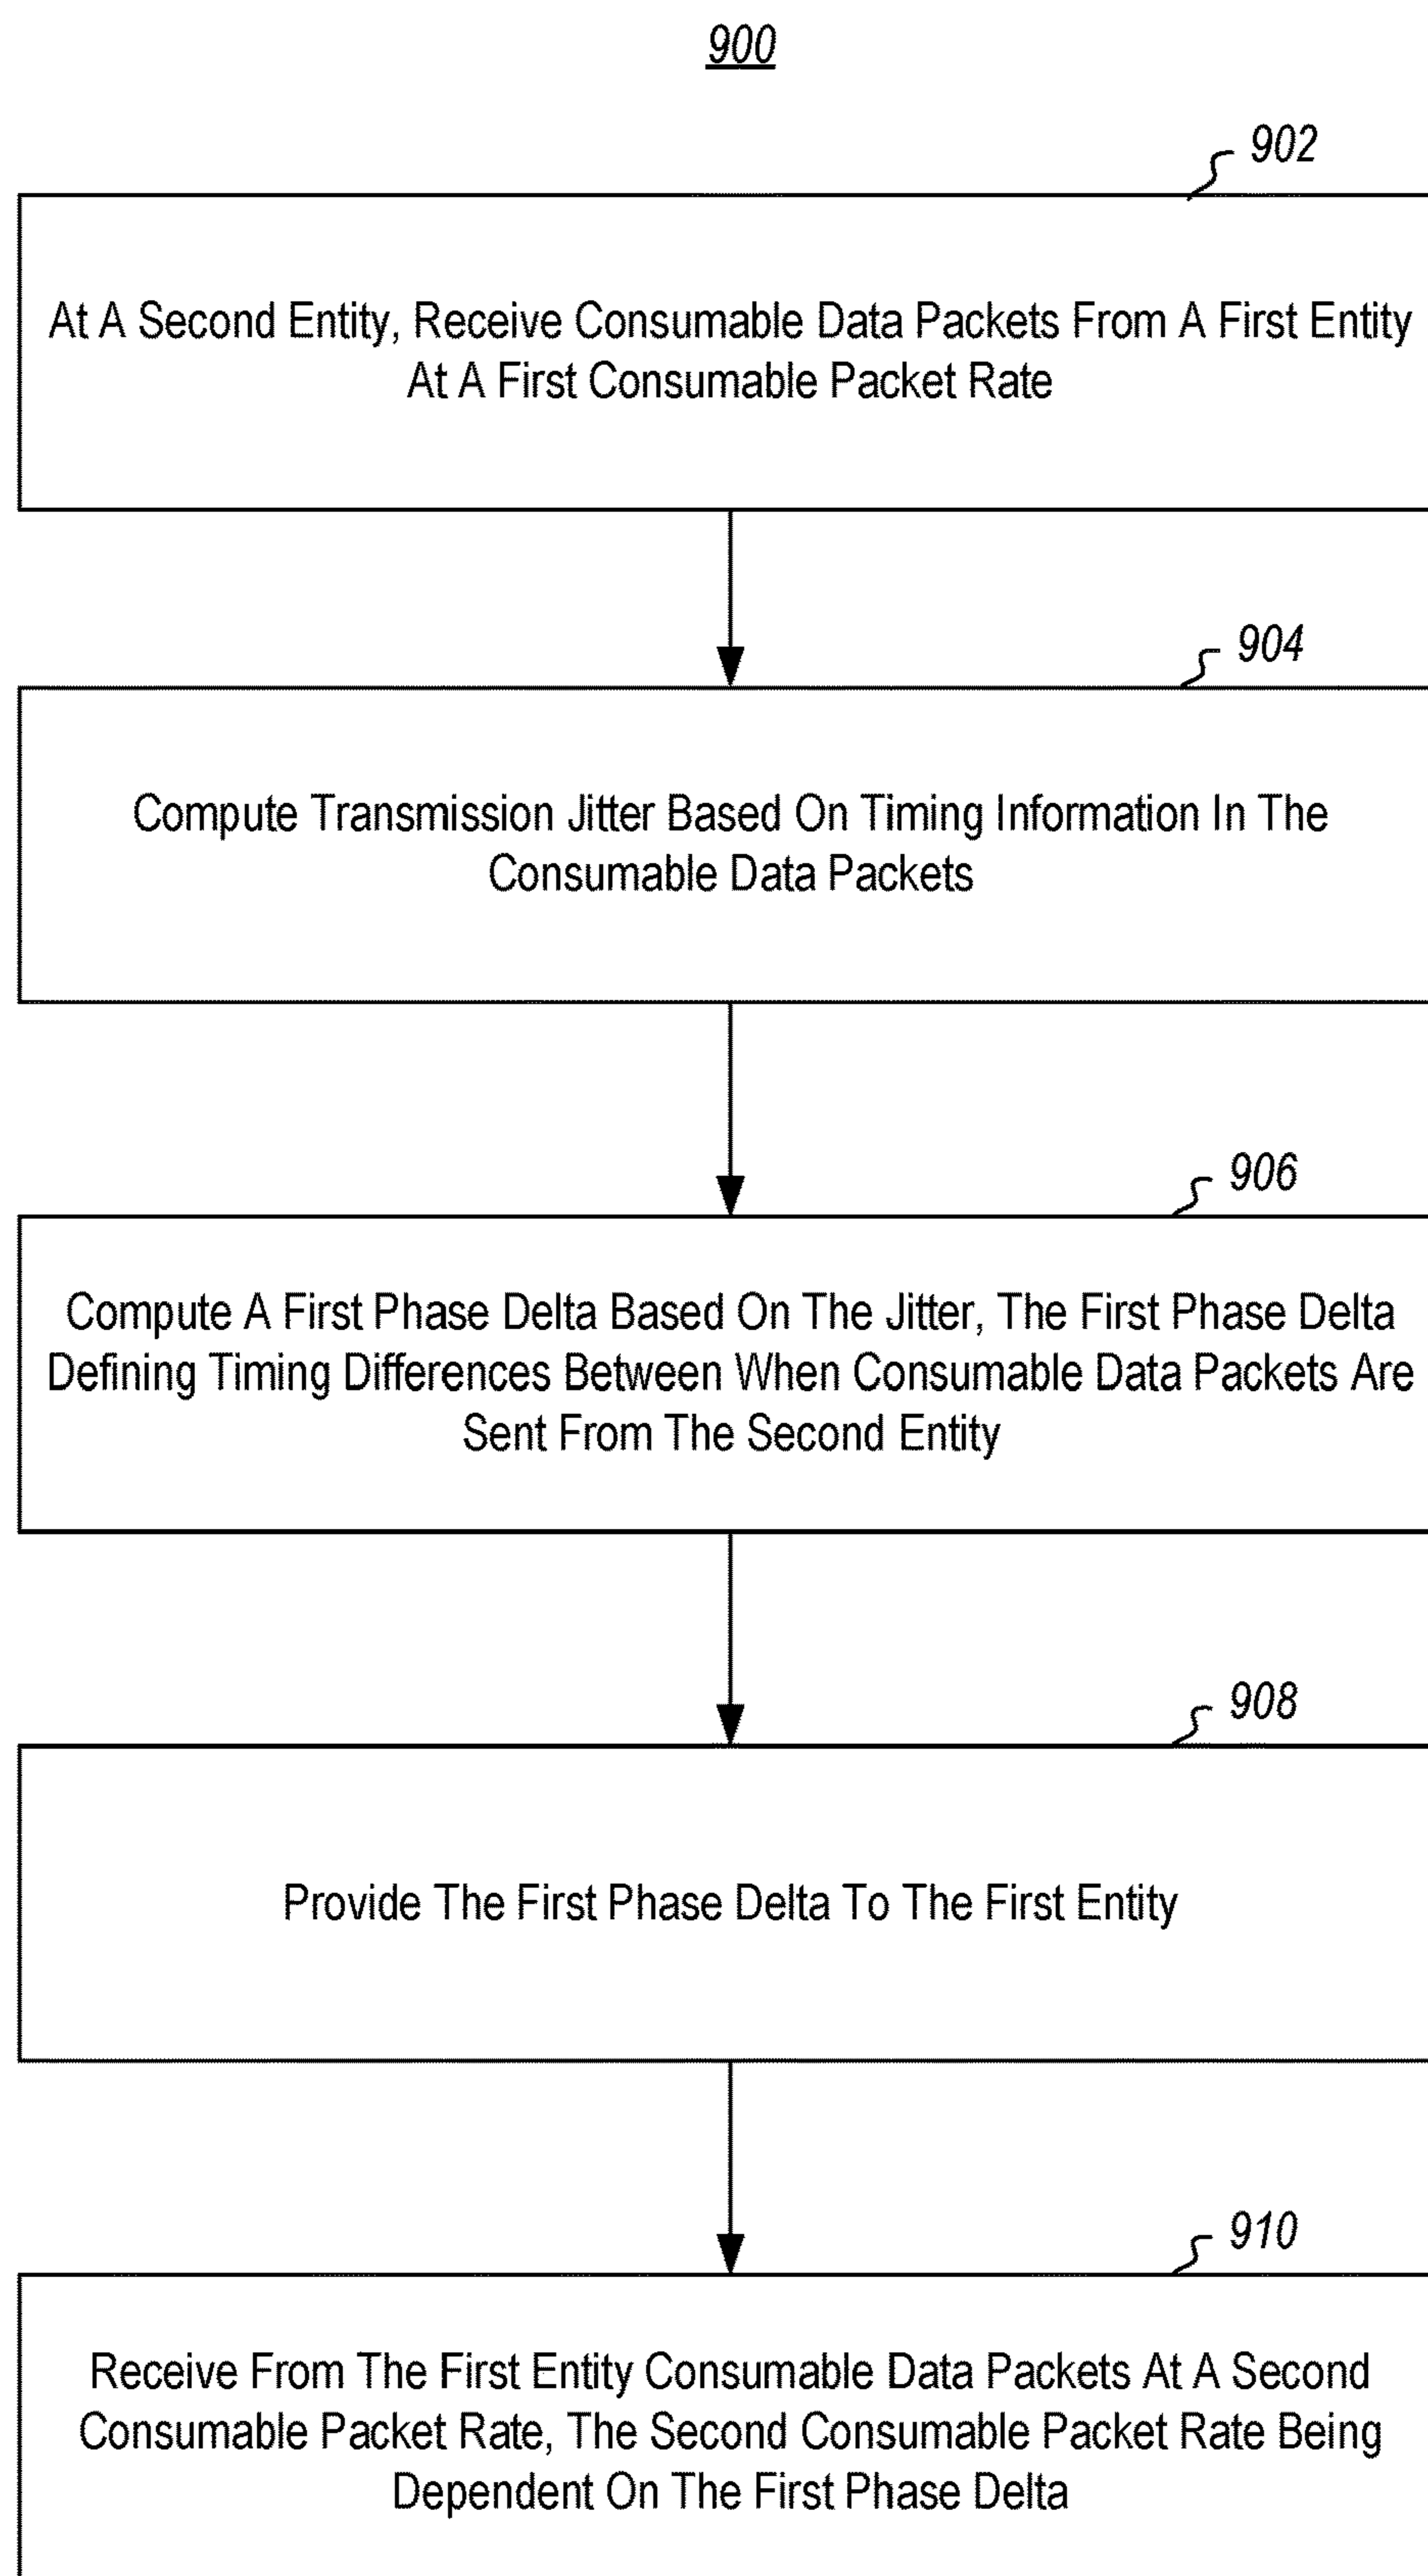 900
902
At A Second Entity, Receive Consumable Data Packets From A First Entity
At A First Consumable Packet Rate
904
Compute Transmission Jitter Based On Timing Information In The
Consumable Data Packets
906
Compute A First Phase Delta Based On The Jitter, The First Phase Delta
Defining Timing Differences Between When Consumable Data Packets Are
Sent From The Second Entity
908
Provide The First Phase Delta To The First Entity
910
Receive From The First Entity Consumable Data Packets At A Second
Consumable Packet Rate, The Second Consumable Packet Rate Being
Dependent On The First Phase Delta